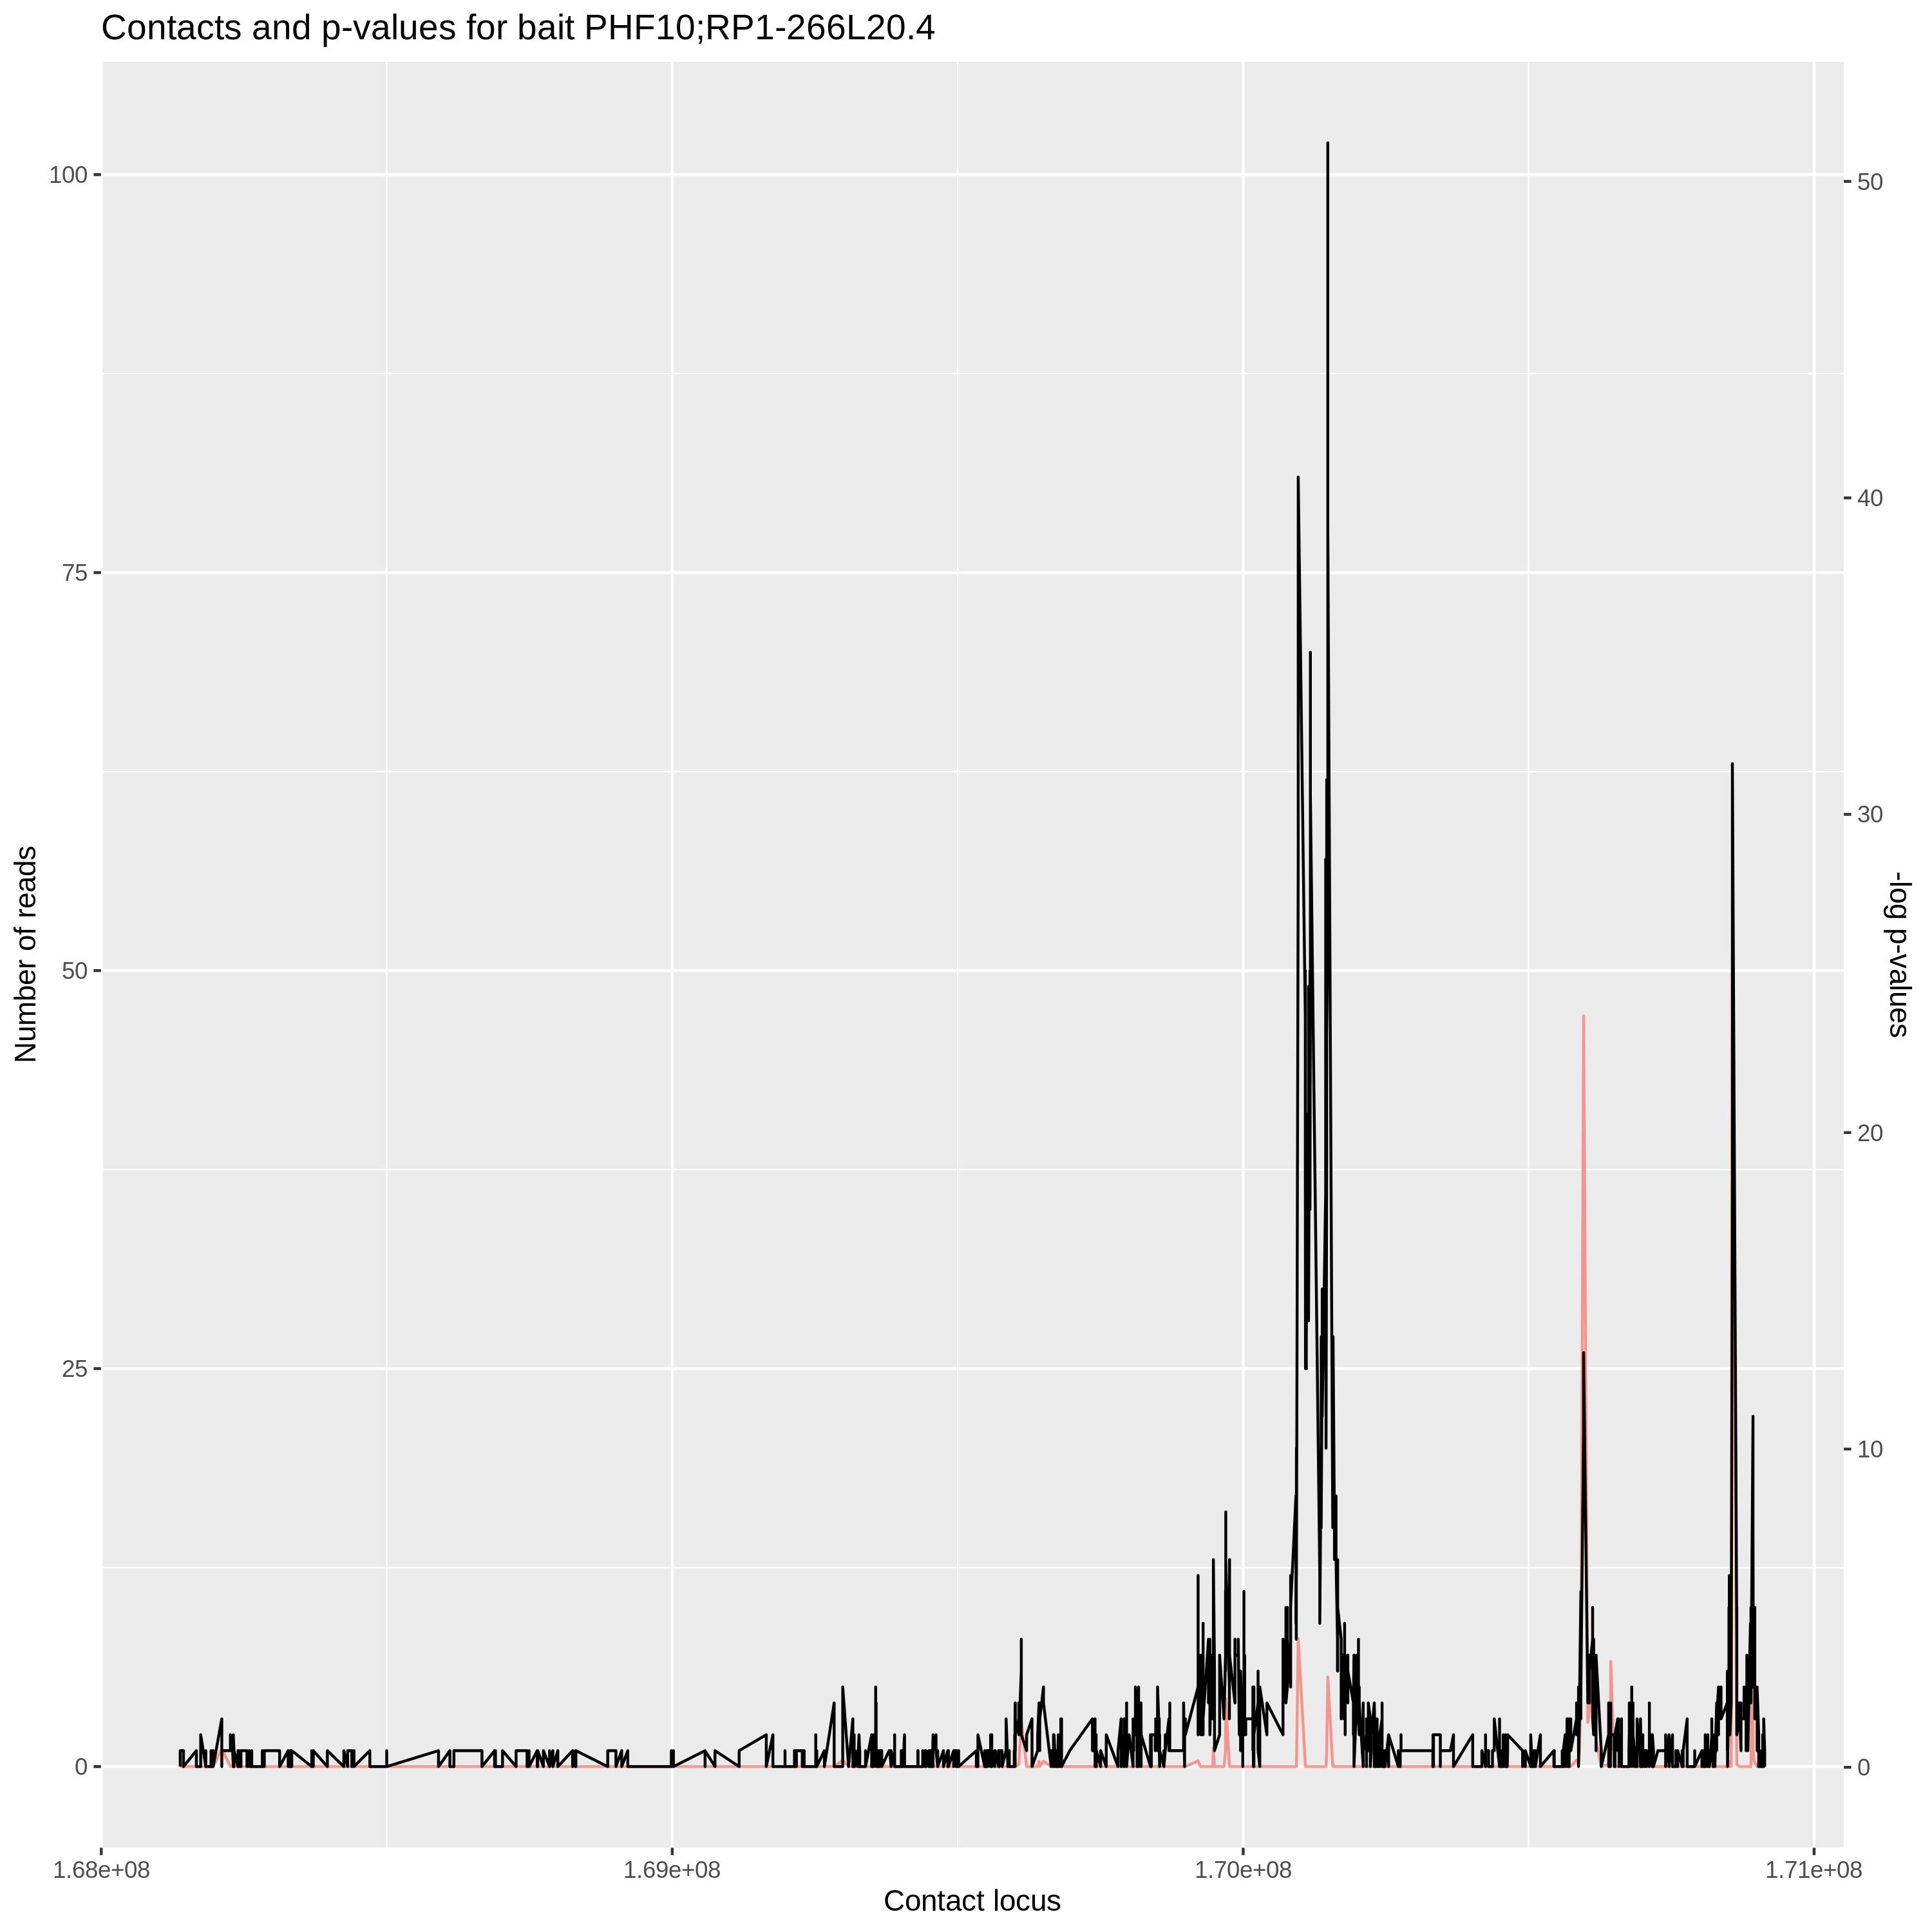 Contacts and p-values for bait PHF10;RP1-266L20.4
100
75
50
25
0
Number of reads
50
40
30
20
10
0
-log p-values
1.68e+08
1.69e+08
1.70e+08
1.71e+08
Contact locus